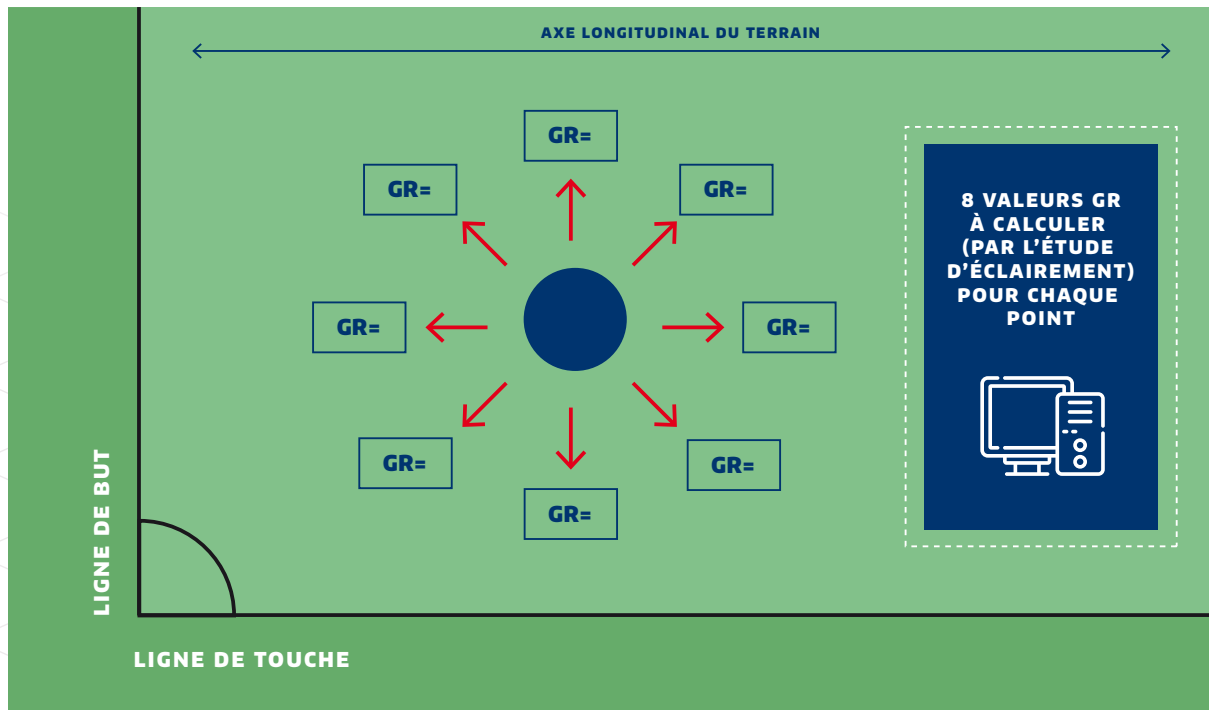 AXE LONGITUDINAL DU TERRAIN
GR=
GR=
GR=
GR=
GR=
GR=
GR=
GR=
8 VALEURS GR
À CALCULER
(PAR L'ÉTUDE
D'ÉCLAIREMENT)
POUR CHAQUE
POINT
LIGNE DE BUT
LIGNE DE TOUCHE